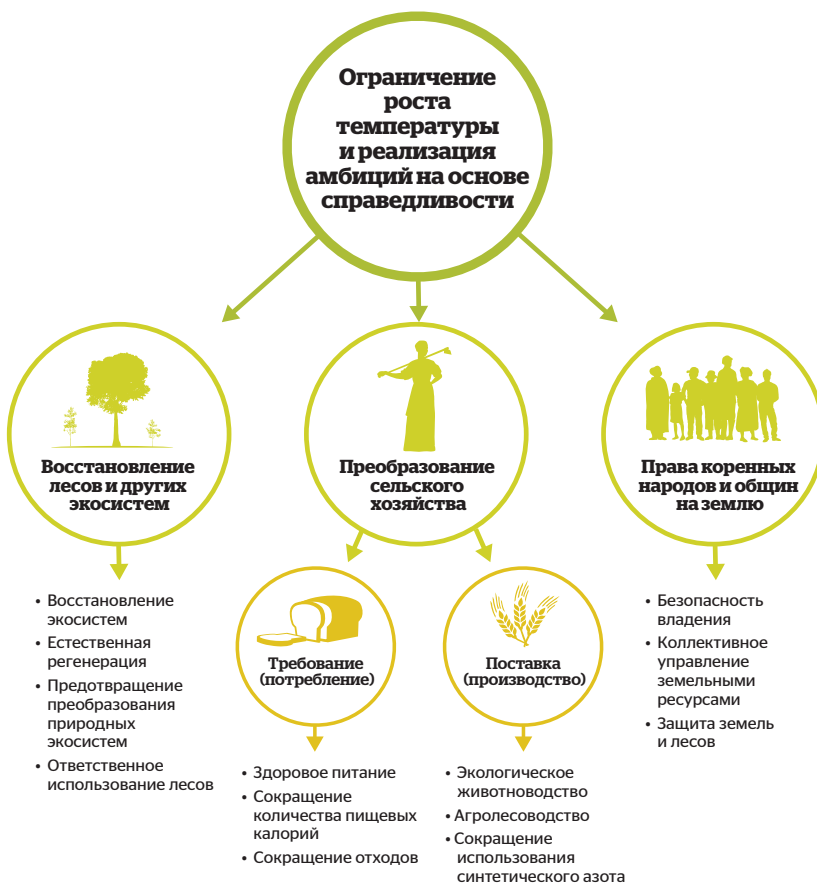 Ограничение
роста
температуры
и реализация
амбиций на основе
справедливости
Восстановление
лесов и других
экосистем
Преобразование
сельского
хозяйства
Права коренных
народов и общин
на землю
• Восстановление
экосистем
• Естественная
регенерация
• Предотвращение
преобразования
природных
экосистем
• Ответственное
использование лесов
Требование
(потребление)
• Здоровое питание
• Сокращение
количества пищевых
калорий
• Сокращение отходов
Поставка
(производство)
• Экологическое
животноводство
• Агролесоводство
• Сокращение
использования
синтетического азота
• Безопасность
владения
• Коллективное
управление
земельными
ресурсами
• Защита земель
и лесов